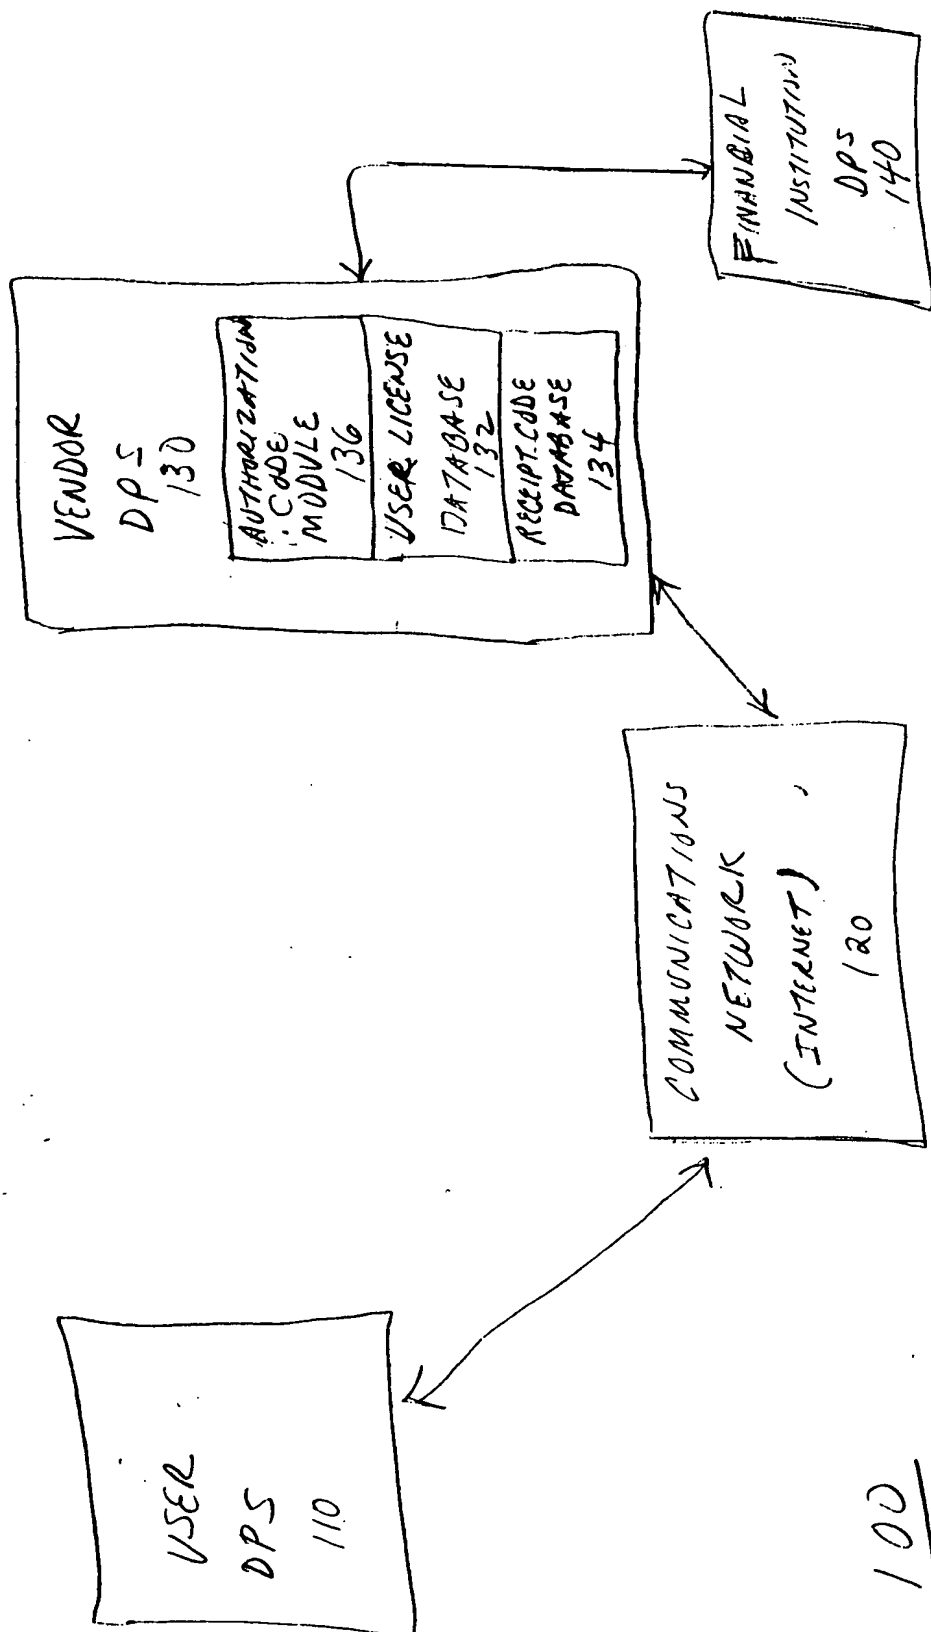 USER
DPS
110
COMMUNICATIONS
NETWORK
(INTERNET)
120
VENDOR
DPS
130
AUTHORIZATION
CODE
MODULE
136
USER LICENSE
DATABASE
132
RECEIPT CODE
DATABASE
134
FINANCIAL
INSTITUTION
DPS
140
100